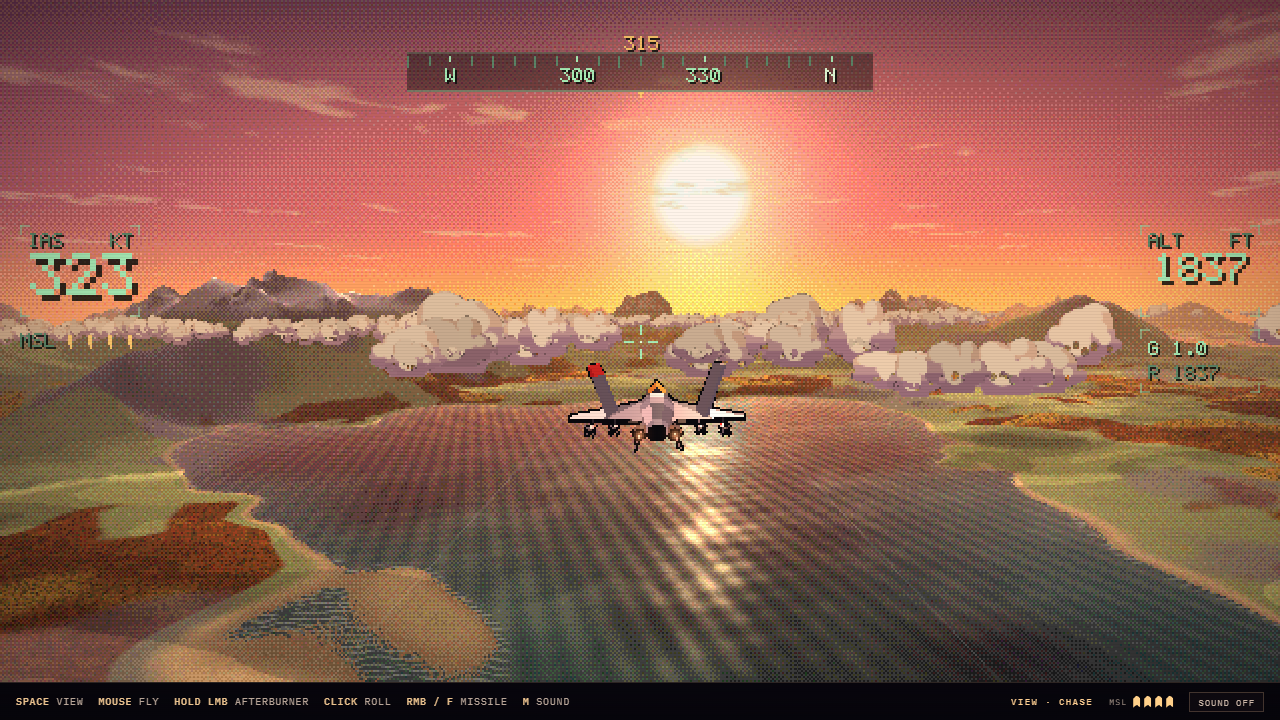 315
W 300 330 N
IAS KT
323
MSL
ALT FT
1837
G 1.0
R 1837
SPACE VIEW MOUSE FLY HOLD LMB AFTERBURNER CLICK ROLL RMB / F MISSILE M SOUND
VIEW · CHASE MSL SOUND OFF